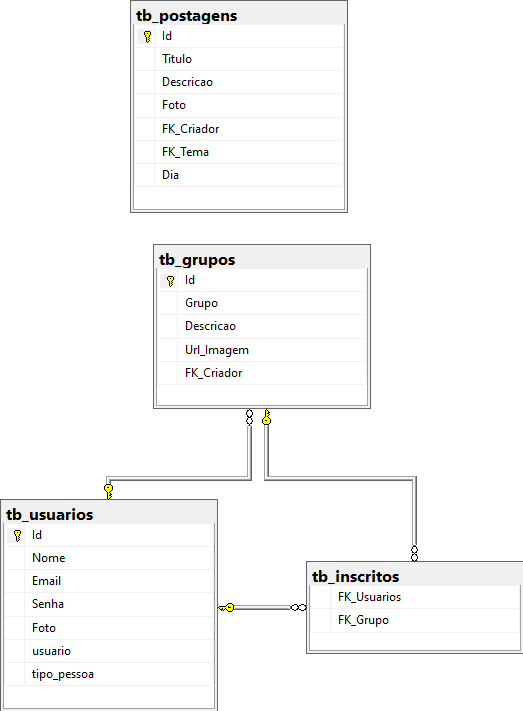 tb_postagens
Id
Titulo
Descricao
Foto
FK_Criador
FK_Tema
Dia
tb_grupos
Id
Grupo
Descricao
Url_Imagem
FK_Criador
tb_usuarios
Id
Nome
Email
Senha
Foto
usuario
tipo_pessoa
tb_inscritos
FK_Usuarios
FK_Grupo